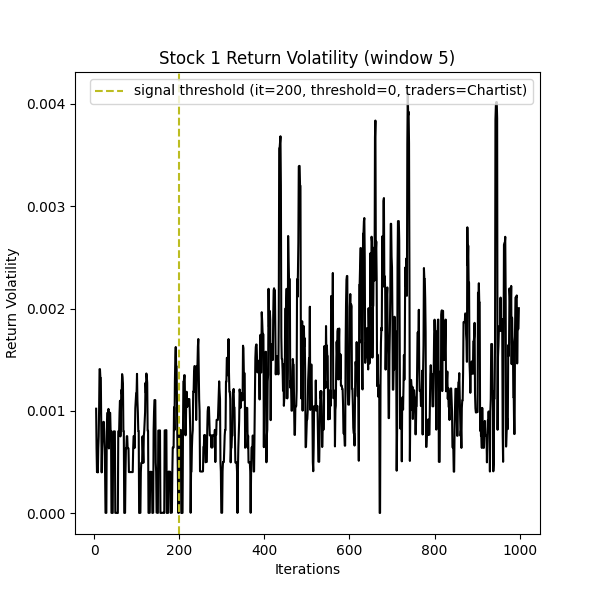 Stock 1 Return Volatility (window 5)
signal threshold (it=200, threshold=0, traders=Chartist)
Return Volatility
0.004
0.003
0.002
0.001
0.000
0 200 400 600 800 1000
Iterations